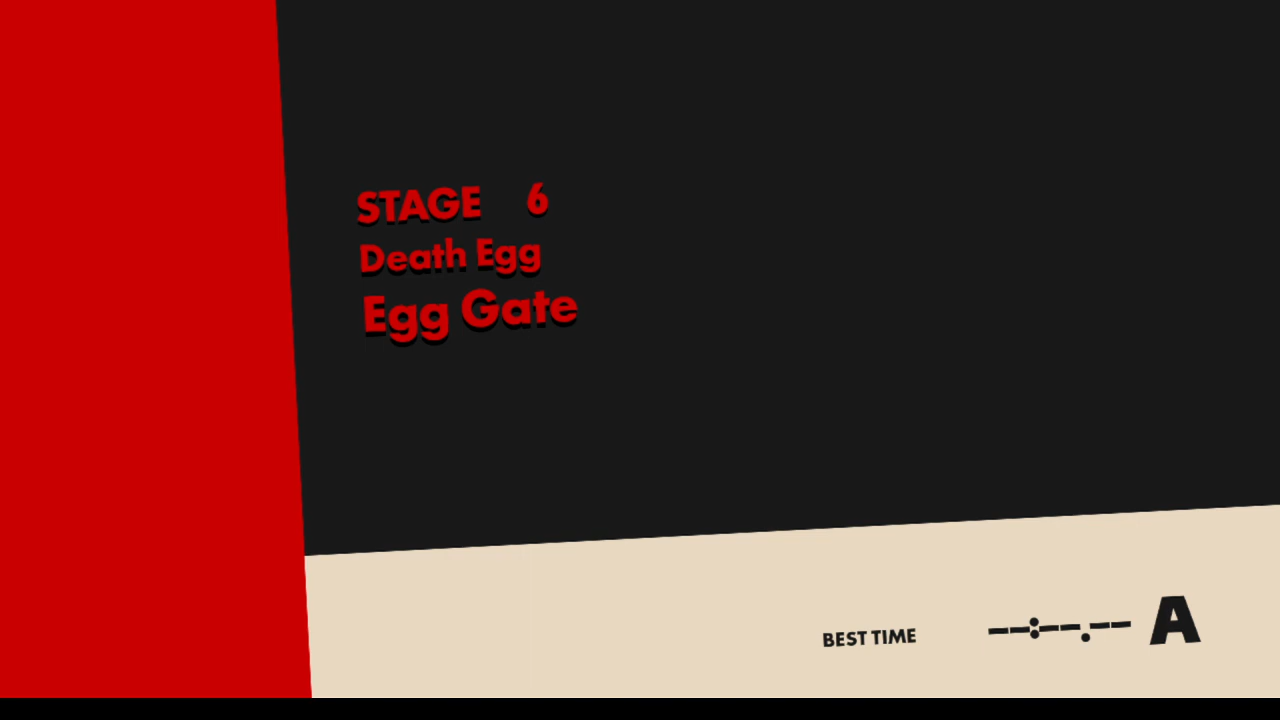 STAGE 6
Death Egg
Egg Gate
BEST TIME --:--.-- A